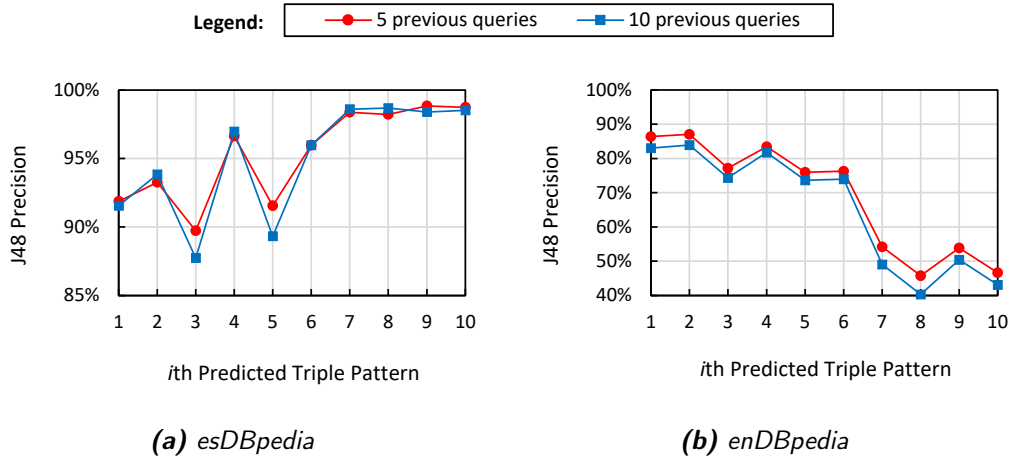 Legend: 5 previous queries 10 previous queries
100%
95%
90%
85%
J48 Precision
1 2 3 4 5 6 7 8 9 10
ith Predicted Triple Pattern
(a) esDBpedia
100%
90%
80%
70%
60%
50%
40%
J48 Precision
1 2 3 4 5 6 7 8 9 10
ith Predicted Triple Pattern
(b) enDBpedia